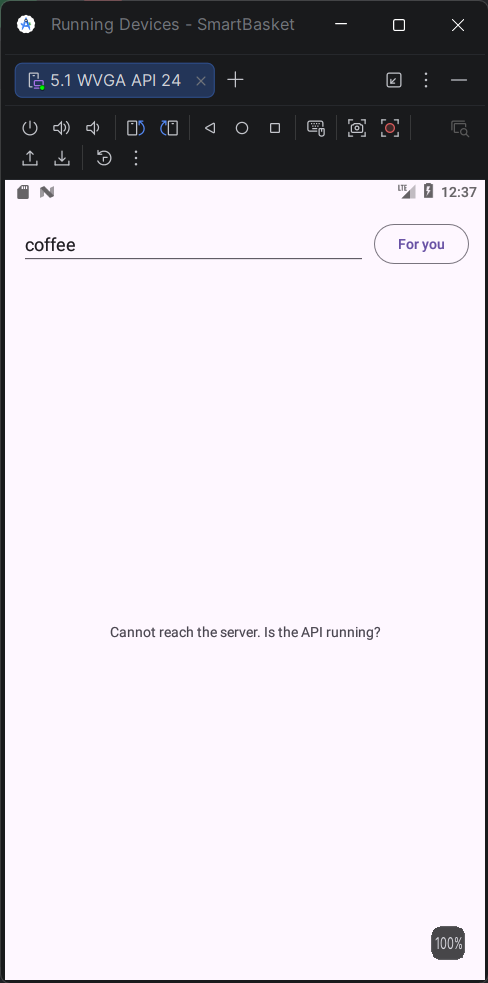 Running Devices - SmartBasket
5.1 WVGA API 24
LTE 12:37
coffee
For you
Cannot reach the server. Is the API running?
100%